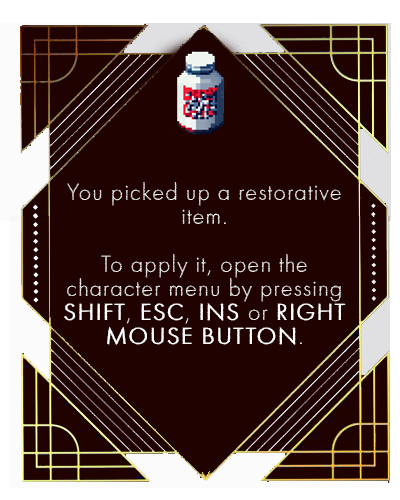 You picked up a restorative
item.
To apply it, open the
character menu by pressing
SHIFT, ESC, INS or RIGHT
MOUSE BUTTON.